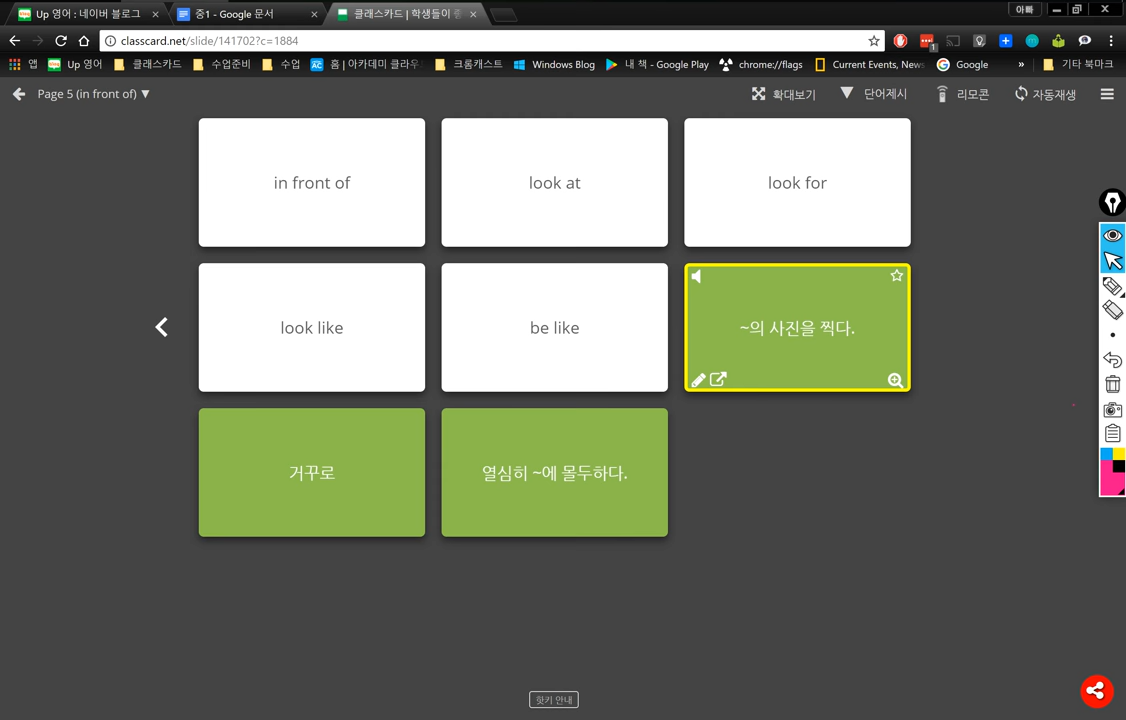 Up 영어 : 네이버 블로그
중1 - Google 문서
클래스카드 | 학생들이 좋
아빠
classcard.net/slide/141702?c=1884
1
앱 Up 영어 클래스카드 수업준비 수업 홈 | 아카데미 클라우 크롬캐스트 Windows Blog 내 책 - Google Play chrome://flags Current Events, News Google » 기타 북마크
Page 5 (in front of) ▼
확대보기 단어제시 리모콘 자동재생
in front of
look at
look for
look like
be like
~의 사진을 찍다.
거꾸로
열심히 ~에 몰두하다.
핫키 안내